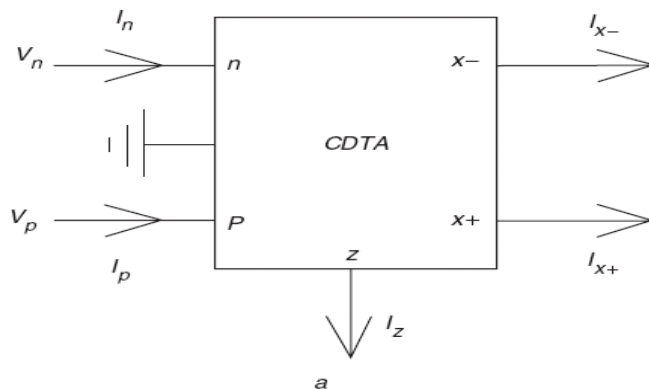 I_n I_x–
V_n n x–
CDTA
V_p P x+
z
I_p I_x+
I_z
a